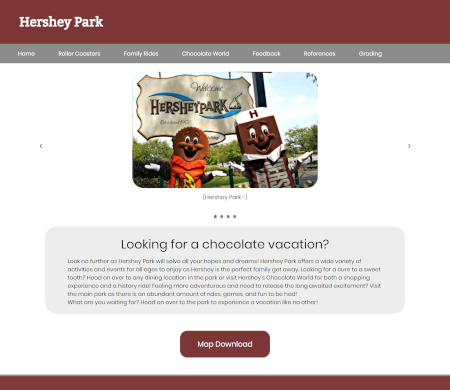 Hershey Park
Home Roller Coasters Family Rides Chocolate World Feedback References Grading
Welcome
HERSHEYPARK
H
(Hershey Park -)
Looking for a chocolate vacation?
Look no further as Hershey Park will solve all your hopes and dreams! Hershey Park offers a wide variety of
activities and events for all ages to enjoy as Hershey is the perfect family get away. Looking for a cure to a sweet
tooth? Head on over to any dining location in the park or visit Hershey's Chocolate World for both a shopping
experience and a history ride! Feeling more adventurous and need to release the long awaited excitement? Visit
the main park as there is an abundant amount of rides, games, and fun to be had!
What are you waiting for? Head on over to the park to experience a vacation like no other!
Map Download